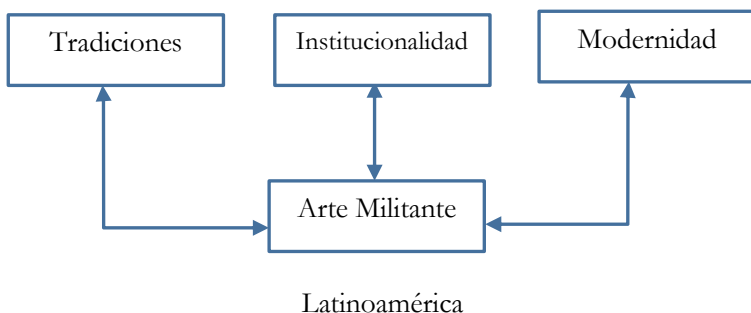 Tradiciones
Institucionalidad
Modernidad
Arte Militante
Latinoamérica